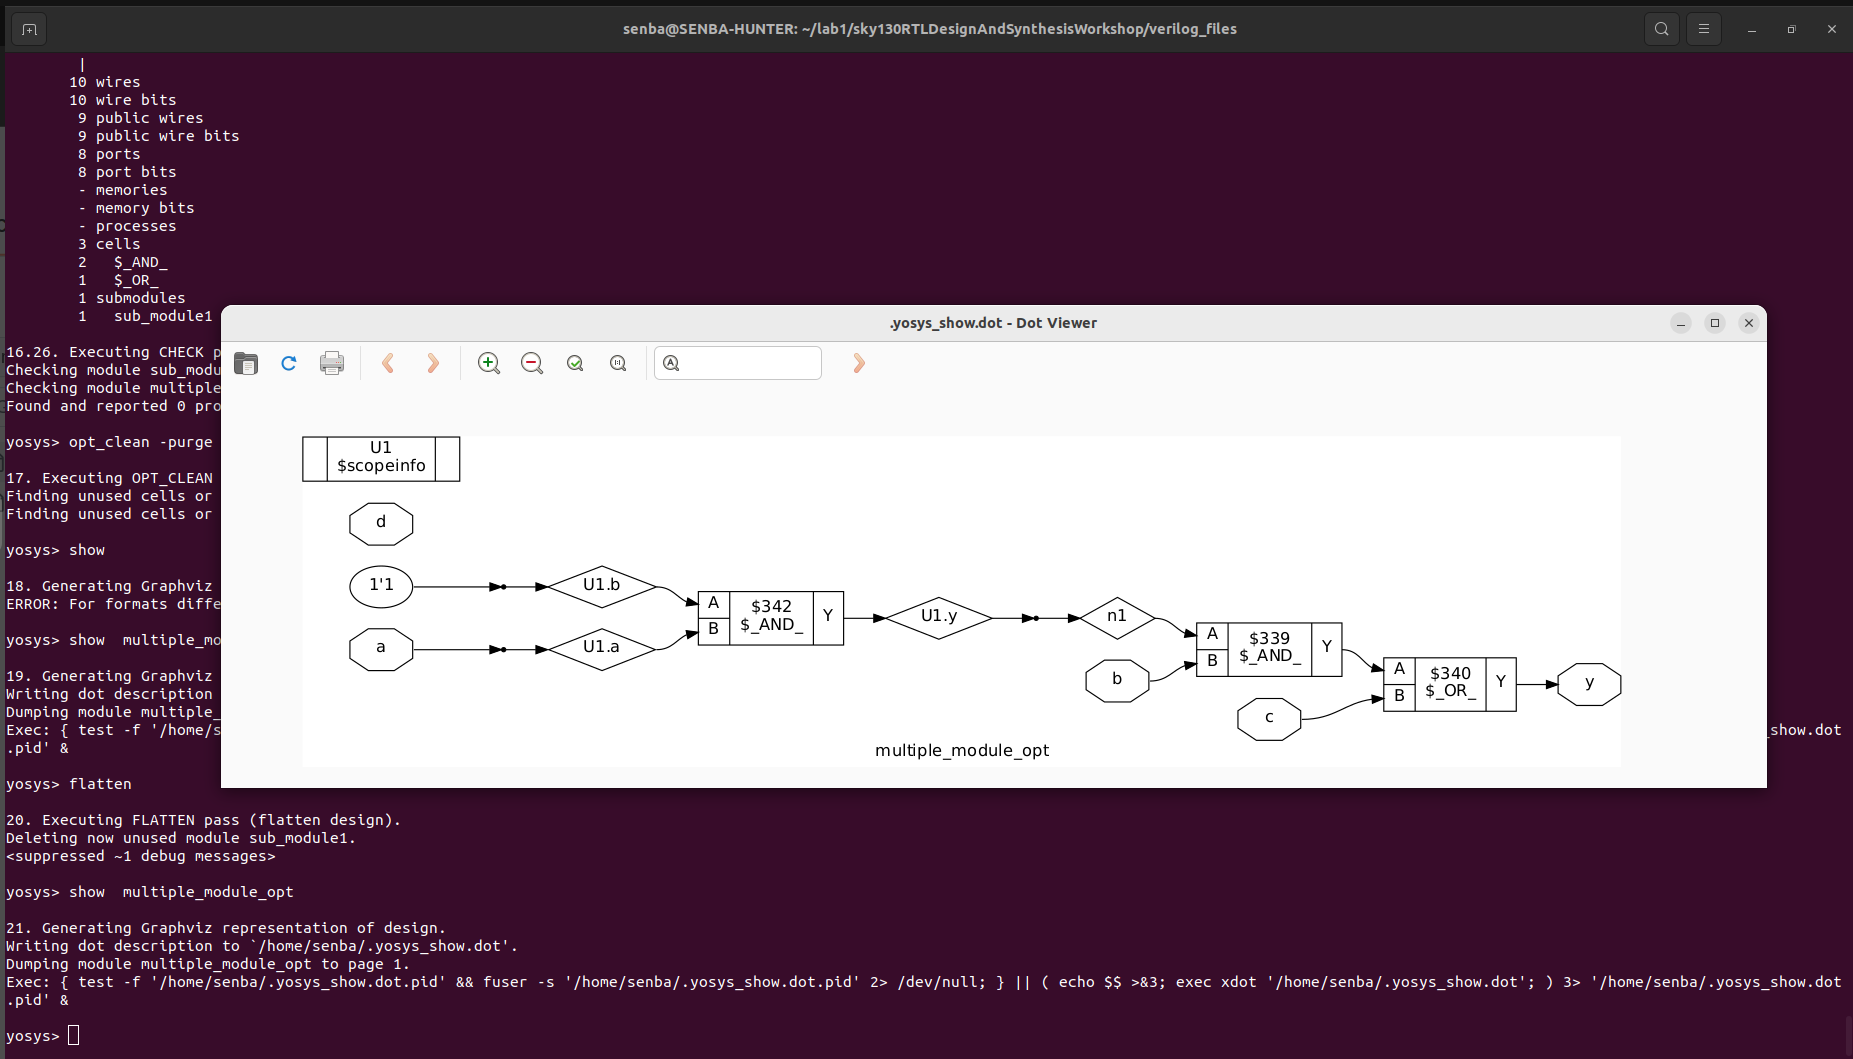 senba@SENBA-HUNTER: ~/lab1/sky130RTLDesignAndSynthesisWorkshop/verilog_files
|
10 wires
10 wire bits
9 public wires
9 public wire bits
8 ports
8 port bits
- memories
- memory bits
- processes
3 cells
2   $_AND_
1   $_OR_
1 submodules
1   sub_module1
16.26. Executing CHECK p
Checking module sub_modu
Checking module multiple
Found and reported 0 pro
yosys> opt_clean -purge
17. Executing OPT_CLEAN
Finding unused cells or
Finding unused cells or
yosys> show
18. Generating Graphviz
ERROR: For formats diffe
yosys> show  multiple_mo
19. Generating Graphviz
Writing dot description
Dumping module multiple_
Exec: { test -f '/home/s
_show.dot
.pid' &
yosys> flatten
20. Executing FLATTEN pass (flatten design).
Deleting now unused module sub_module1.
<suppressed ~1 debug messages>
yosys> show  multiple_module_opt
21. Generating Graphviz representation of design.
Writing dot description to `/home/senba/.yosys_show.dot'.
Dumping module multiple_module_opt to page 1.
Exec: { test -f '/home/senba/.yosys_show.dot.pid' && fuser -s '/home/senba/.yosys_show.dot.pid' 2> /dev/null; } || ( echo $$ >&3; exec xdot '/home/senba/.yosys_show.dot'; ) 3> '/home/senba/.yosys_show.dot
.pid' &
yosys>
.yosys_show.dot - Dot Viewer
U1
$scopeinfo
d
1'1
U1.b
a
U1.a
A
B
$342
$_AND_
Y
U1.y
n1
b
A
B
$339
$_AND_
Y
c
A
B
$340
$_OR_
Y
y
multiple_module_opt